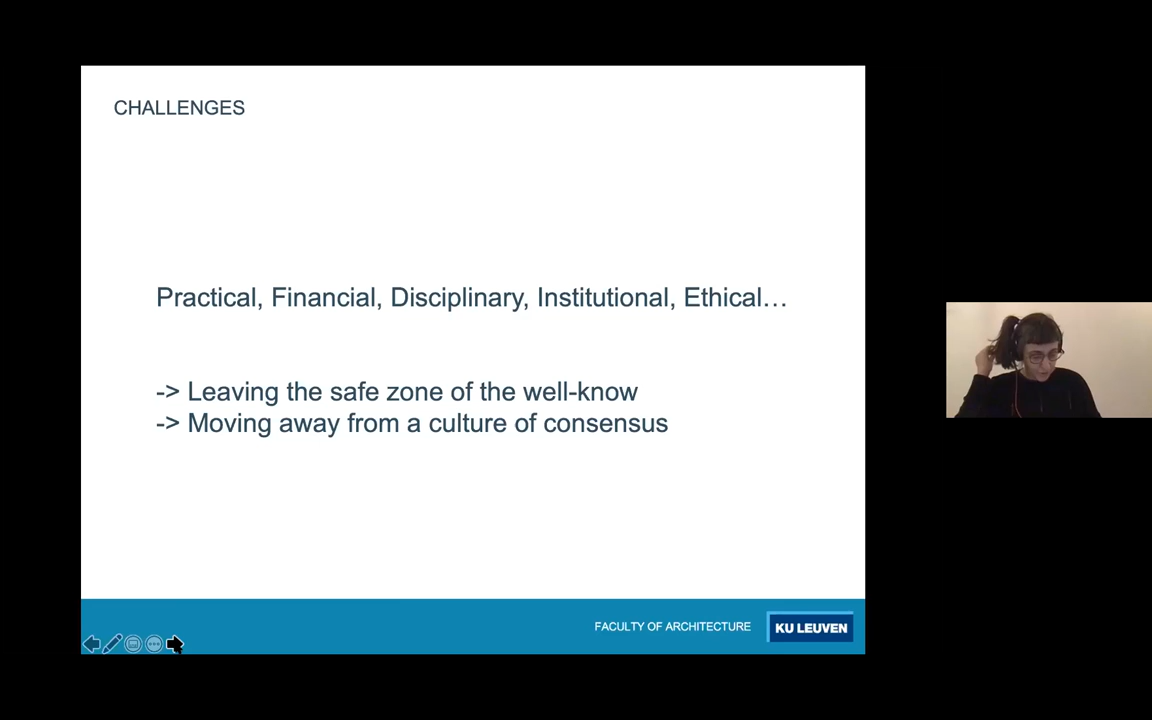 CHALLENGES
Practical, Financial, Disciplinary, Institutional, Ethical…
-> Leaving the safe zone of the well-know
-> Moving away from a culture of consensus
FACULTY OF ARCHITECTURE
KU LEUVEN